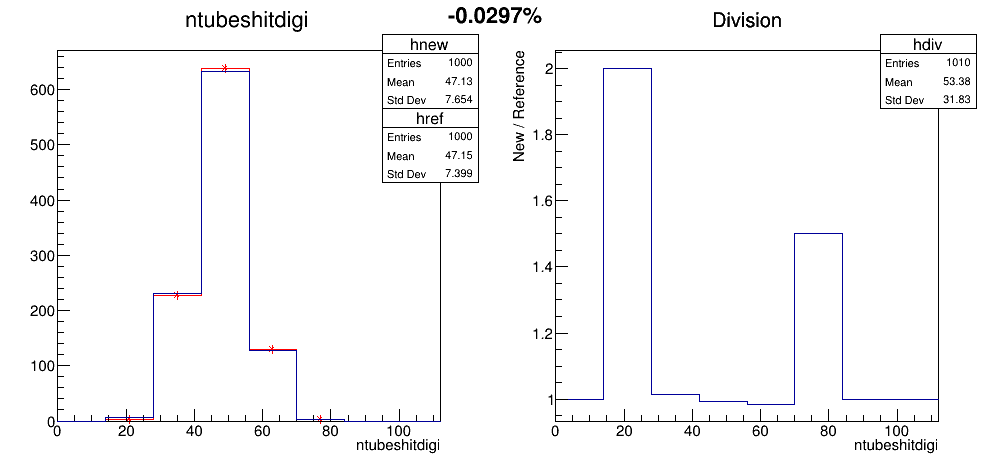 ntubeshitdigi
-0.0297%
Division
hnew
Entries 1000
Mean 47.13
Std Dev 7.654
href
Entries 1000
Mean 47.15
Std Dev 7.399
600
500
400
300
200
100
0
0 20 40 60 80 100
ntubeshitdigi
hdiv
Entries 1010
Mean 53.38
Std Dev 31.83
New / Reference
2
1.8
1.6
1.4
1.2
1
0 20 40 60 80 100
ntubeshitdigi